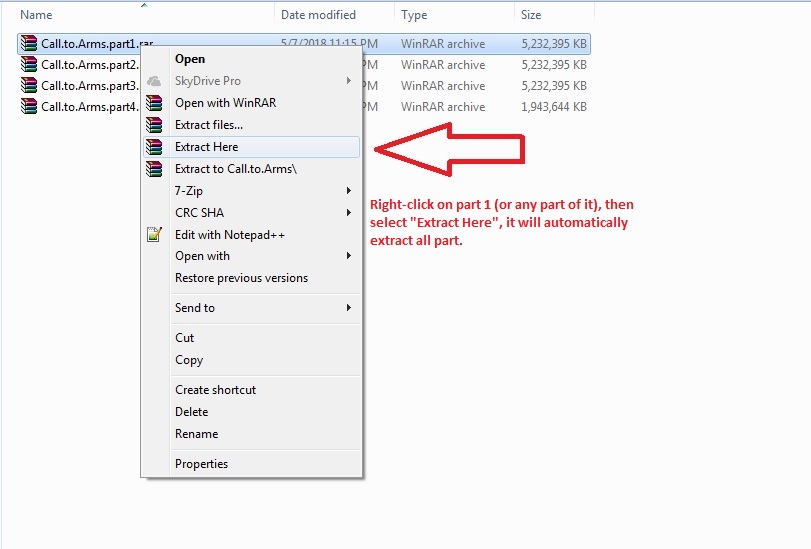 Name Date modified Type Size
Call.to.Arms.part1.rar 5/7/2018 11:15 PM WinRAR archive 5,232,395 KB
Call.to.Arms.part2. PM WinRAR archive 5,232,395 KB
Call.to.Arms.part3. PM WinRAR archive 5,232,395 KB
Call.to.Arms.part4. PM WinRAR archive 1,943,644 KB
Open
SkyDrive Pro
Open with WinRAR
Extract files...
Extract Here
Extract to Call.to.Arms\
7-Zip
CRC SHA
Edit with Notepad++
Open with
Restore previous versions
Send to
Cut
Copy
Create shortcut
Delete
Rename
Properties
Right-click on part 1 (or any part of it), then
select "Extract Here", it will automatically
extract all part.